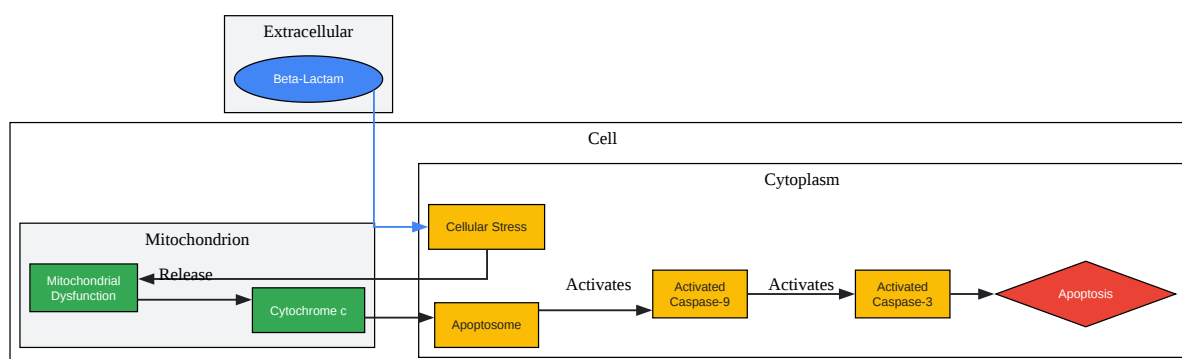 Extracellular
Beta-Lactam
Cell
Cytoplasm
Cellular Stress
Mitochondrion
Mitochondrial
Dysfunction
Release
Cytochrome c
Apoptosome
Activates
Activated
Caspase-9
Activates
Activated
Caspase-3
Apoptosis